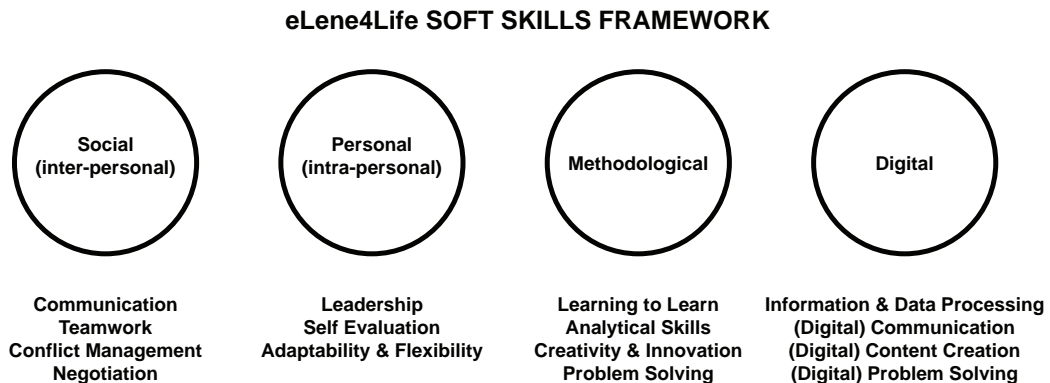 eLene4Life SOFT SKILLS FRAMEWORK
Social
(inter-personal)
Personal
(intra-personal)
Methodological
Digital
Communication
Teamwork
Conflict Management
Negotiation
Leadership
Self Evaluation
Adaptability & Flexibility
Learning to Learn
Analytical Skills
Creativity & Innovation
Problem Solving
Information & Data Processing
(Digital) Communication
(Digital) Content Creation
(Digital) Problem Solving